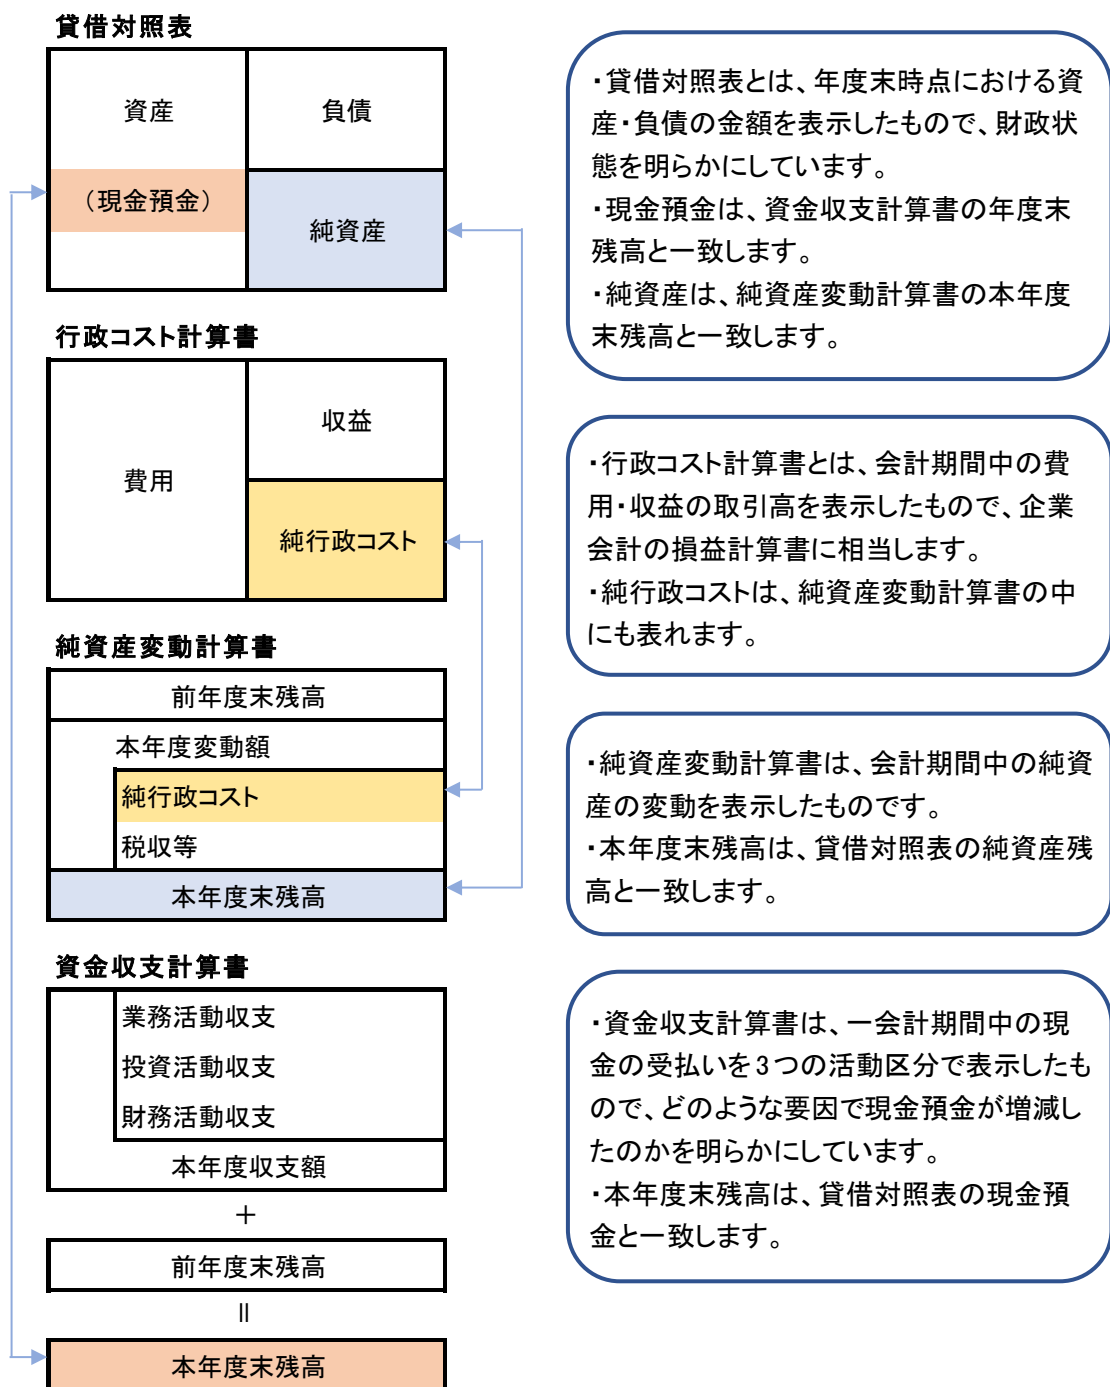 貸借対照表
資産
負債
（現金預金）
純資産
・貸借対照表とは、年度末時点における資
産・負債の金額を表示したもので、財政状
態を明らかにしています。
・現金預金は、資金収支計算書の年度末
残高と一致します。
・純資産は、純資産変動計算書の本年度
末残高と一致します。
行政コスト計算書
費用
収益
純行政コスト
・行政コスト計算書とは、会計期間中の費
用・収益の取引高を表示したもので、企業
会計の損益計算書に相当します。
・純行政コストは、純資産変動計算書の中
にも表れます。
純資産変動計算書
前年度末残高
本年度変動額
純行政コスト
税収等
本年度末残高
・純資産変動計算書は、会計期間中の純資
産の変動を表示したものです。
・本年度末残高は、貸借対照表の純資産残
高と一致します。
資金収支計算書
業務活動収支
投資活動収支
財務活動収支
本年度収支額
＋
前年度末残高
＝
本年度末残高
・資金収支計算書は、一会計期間中の現
金の受払いを3つの活動区分で表示したも
ので、どのような要因で現金預金が増減し
たのかを明らかにしています。
・本年度末残高は、貸借対照表の現金預
金と一致します。